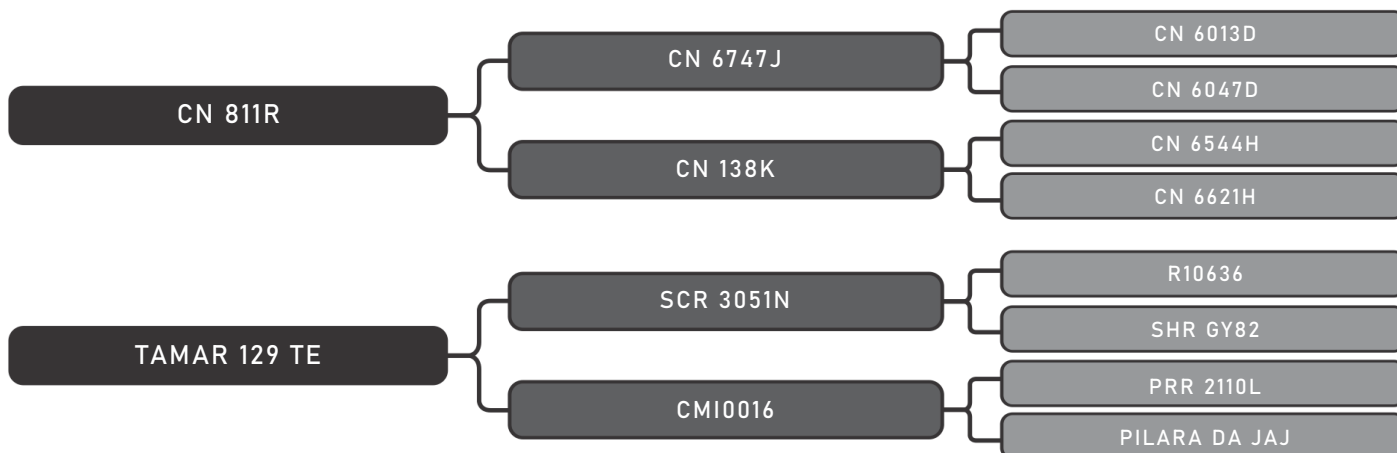 CN 6013D
CN 6747J
CN 6047D
CN 811R
CN 6544H
CN 138K
CN 6621H
R10636
SCR 3051N
SHR GY82
TAMAR 129 TE
PRR 2110L
CMI0016
PILARA DA JAJ